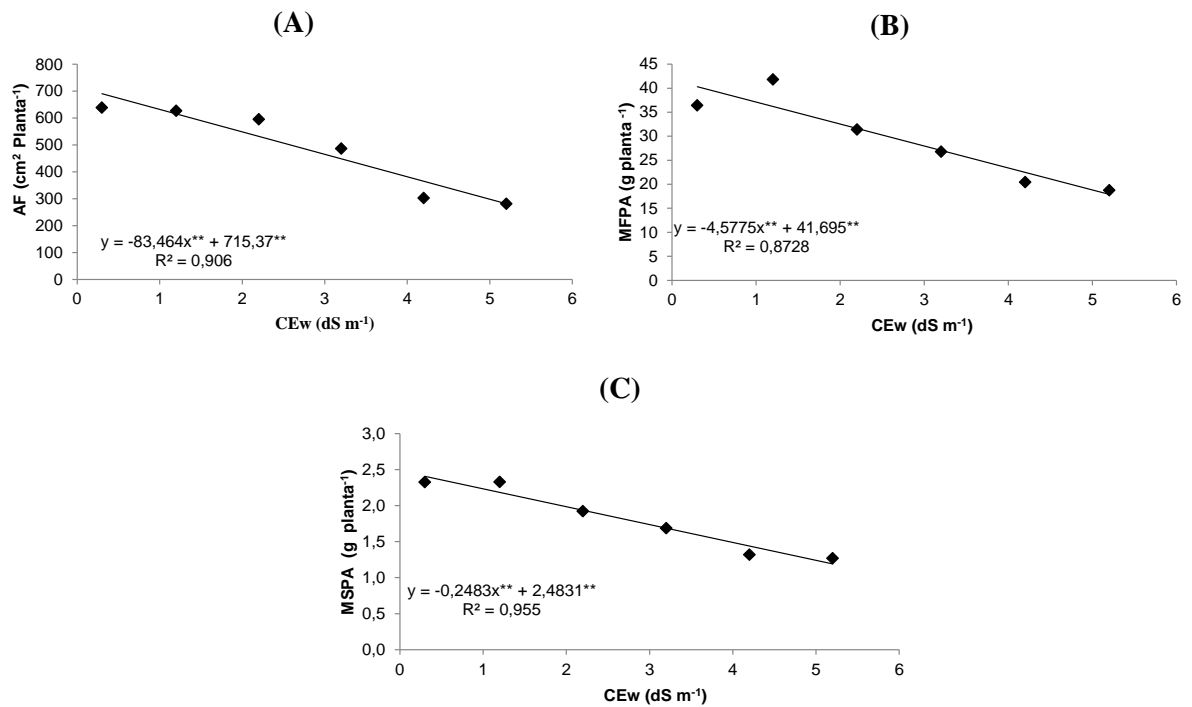 (A)
800
700
600
500
400
300
200
100
0
AF (cm² Planta⁻¹)
y = -83,464x** + 715,37**
R² = 0,906
0 1 2 3 4 5 6
CEw (dS m⁻¹)
(B)
45
40
35
30
25
20
15
10
5
0
MFPA (g planta ⁻¹)
y = -4,5775x** + 41,695**
R² = 0,8728
0 1 2 3 4 5 6
CEw (dS m⁻¹)
(C)
3,0
2,5
2,0
1,5
1,0
0,5
0,0
MSPA (g planta⁻¹)
y = -0,2483x** + 2,4831**
R² = 0,955
0 1 2 3 4 5 6
CEw (dS m⁻¹)